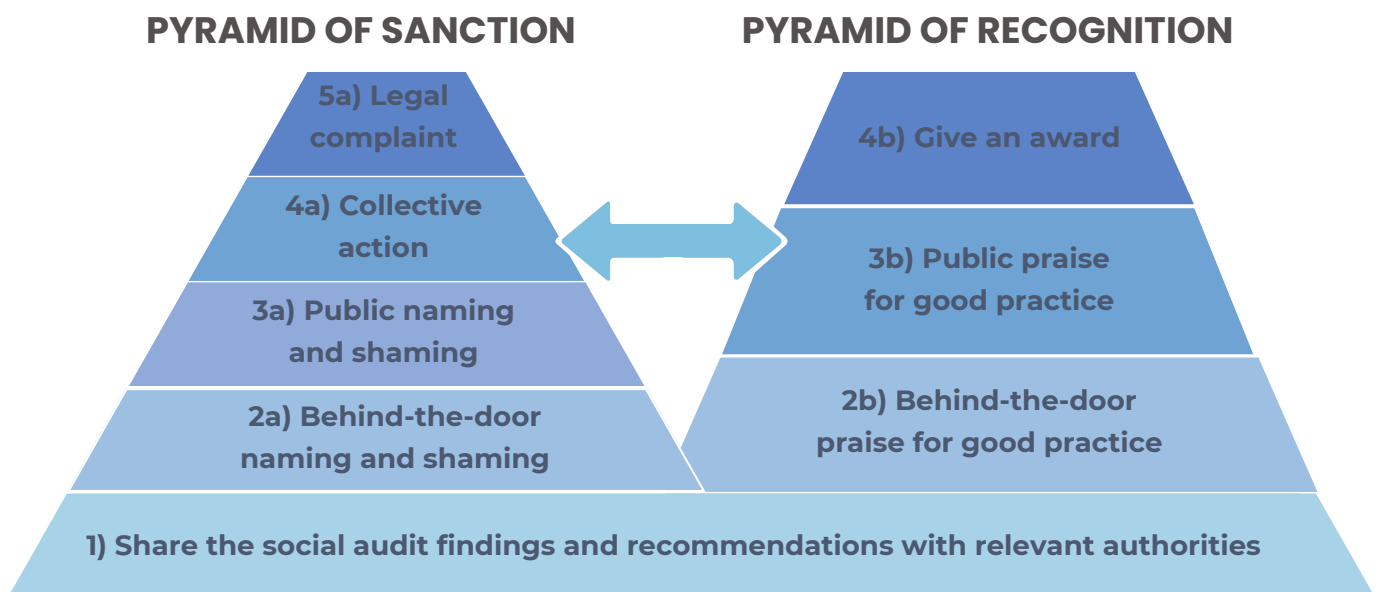 PYRAMID OF SANCTION
5a) Legal
complaint
4a) Collective
action
3a) Public naming
and shaming
2a) Behind-the-door
naming and shaming
PYRAMID OF RECOGNITION
4b) Give an award
3b) Public praise
for good practice
2b) Behind-the-door
praise for good practice
1) Share the social audit findings and recommendations with relevant authorities